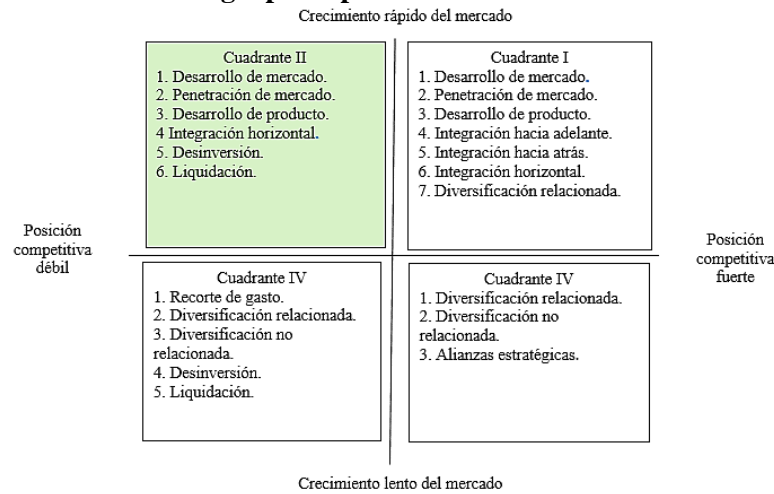 Crecimiento rápido del mercado
Cuadrante II
1. Desarrollo de mercado.
2. Penetración de mercado.
3. Desarrollo de producto.
4 Integración horizontal.
5. Desinversión.
6. Liquidación.
Cuadrante I
1. Desarrollo de mercado.
2. Penetración de mercado.
3. Desarrollo de producto.
4. Integración hacia adelante.
5. Integración hacia atrás.
6. Integración horizontal.
7. Diversificación relacionada.
Posición
competitiva
débil
Posición
competitiva
fuerte
Cuadrante IV
1. Recorte de gasto.
2. Diversificación relacionada.
3. Diversificación no
relacionada.
4. Desinversión.
5. Liquidación.
Cuadrante IV
1. Diversificación relacionada.
2. Diversificación no
relacionada.
3. Alianzas estratégicas.
Crecimiento lento del mercado